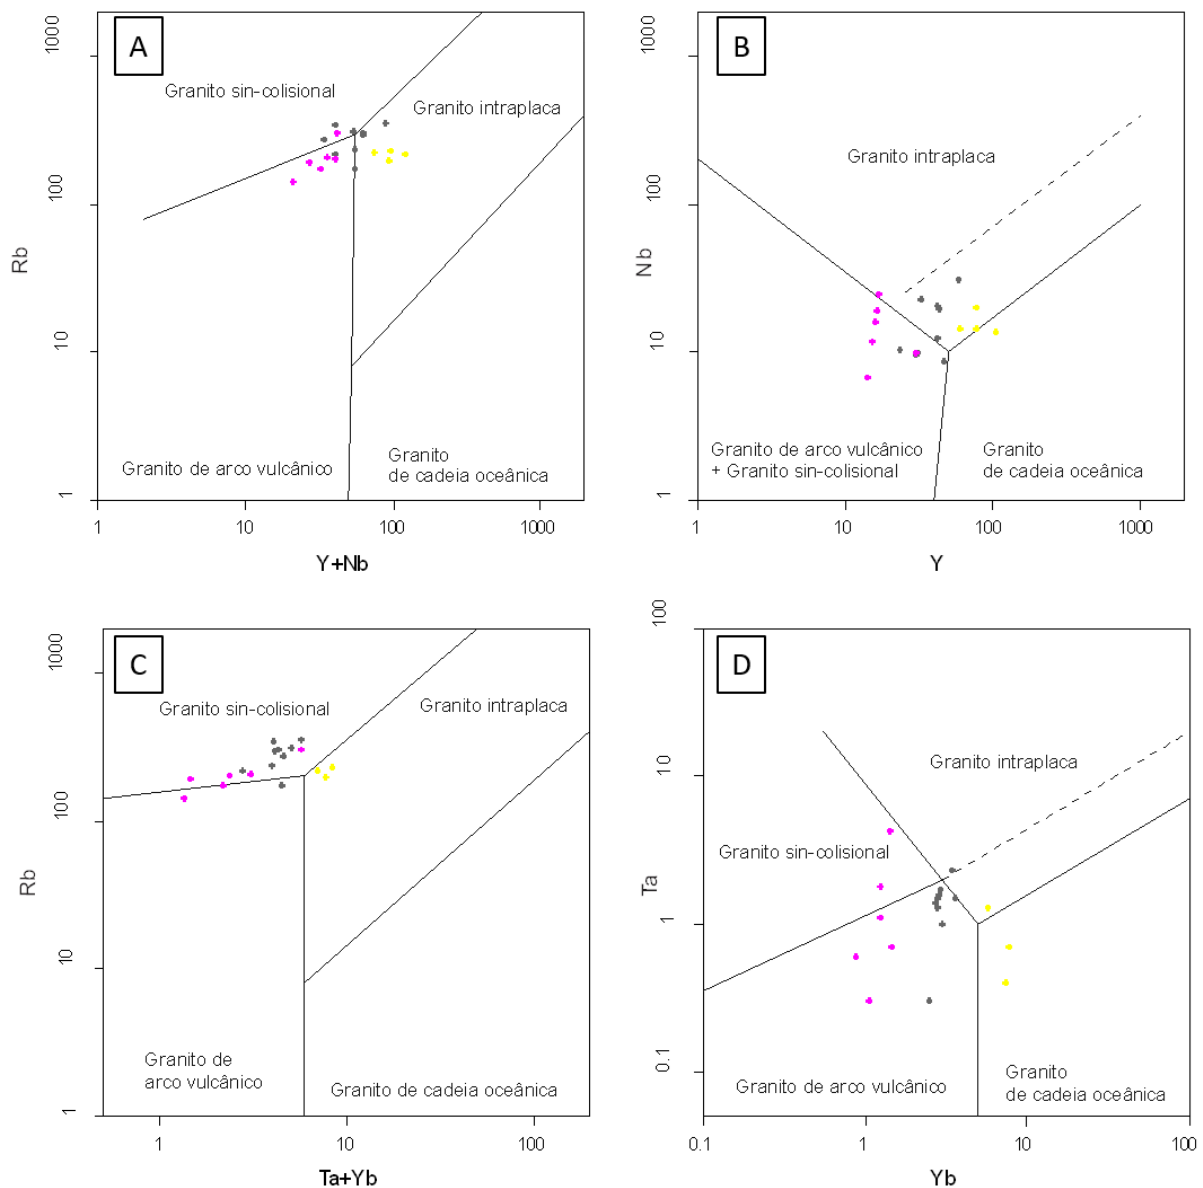 A
1000
100
10
1
Rb
Granito sin-colisional
Granito intraplaca
Granito de arco vulcânico
Granito
de cadeia oceânica
1
10
100
1000
Y+Nb
B
1000
100
10
1
Nb
Granito intraplaca
Granito de arco vulcânico
+ Granito sin-colisional
Granito
de cadeia oceânica
1
10
100
1000
Y
C
1000
100
10
1
Rb
Granito sin-colisional
Granito intraplaca
Granito de
arco vulcânico
Granito de cadeia oceânica
1
10
100
Ta+Yb
D
100
10
1
0.1
Ta
Granito intraplaca
Granito sin-colisional
Granito de arco vulcânico
Granito
de cadeia oceânica
0.1
1
10
100
Yb